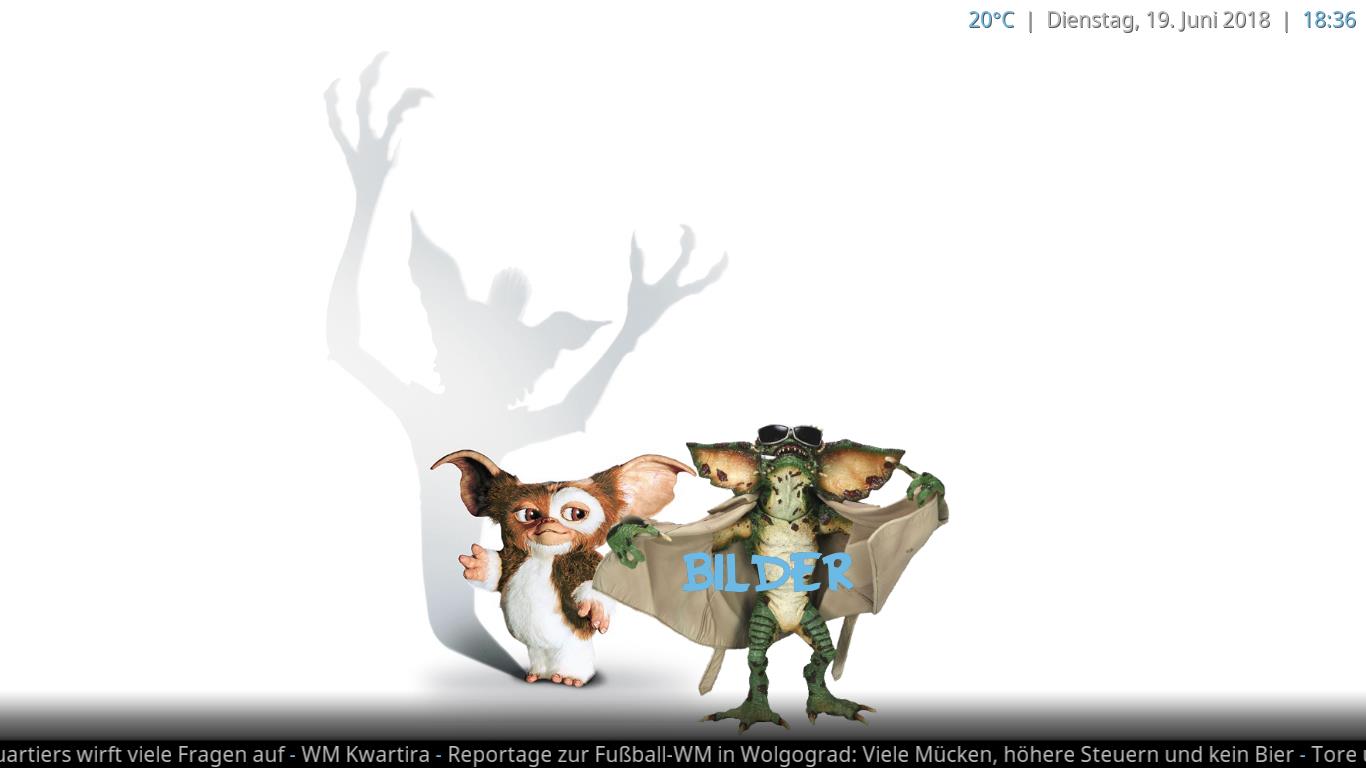 20°C | Dienstag, 19. Juni 2018 | 18:36
BILDER
uartiers wirft viele Fragen auf - WM Kwartira - Reportage zur Fußball-WM in Wolgograd: Viele Mücken, höhere Steuern und kein Bier - Tore